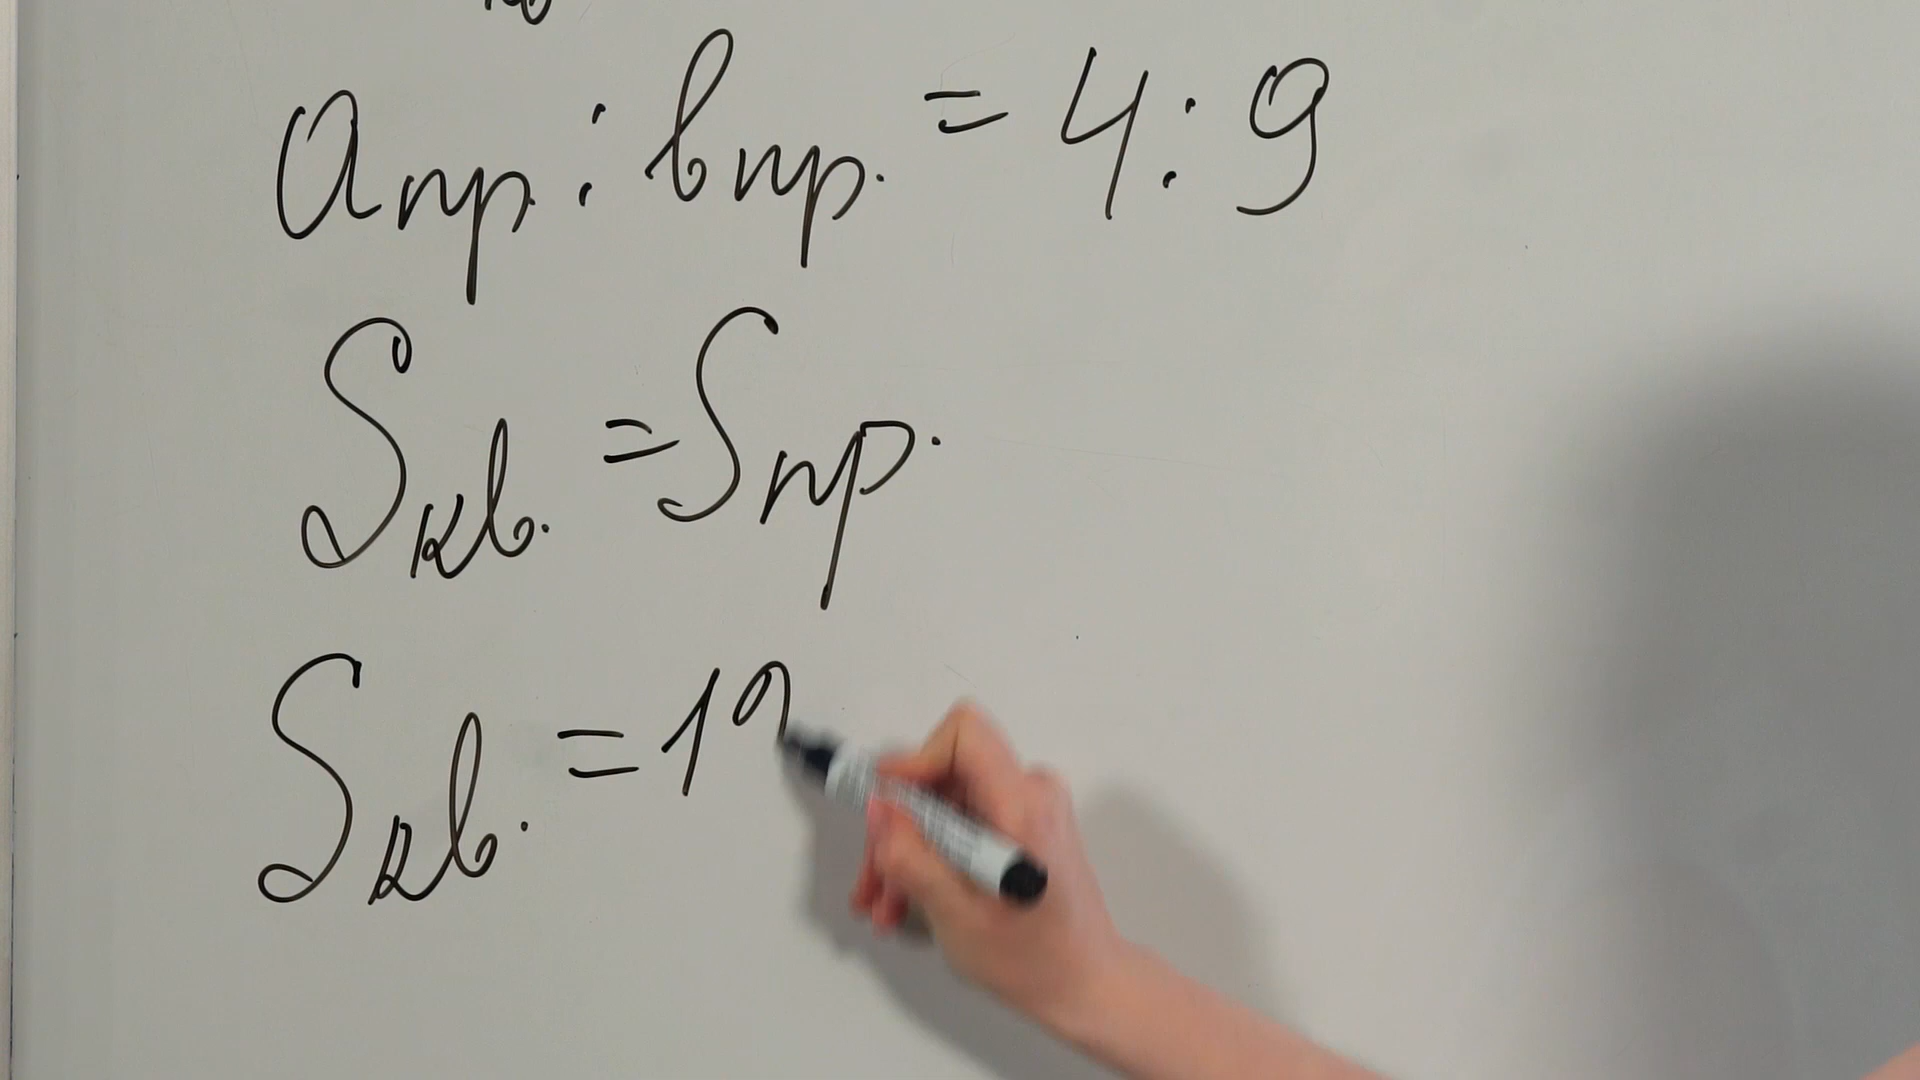 aпр. : bпр. = 4 : 9
Sкв. = Sпр.
Sкв. = 1